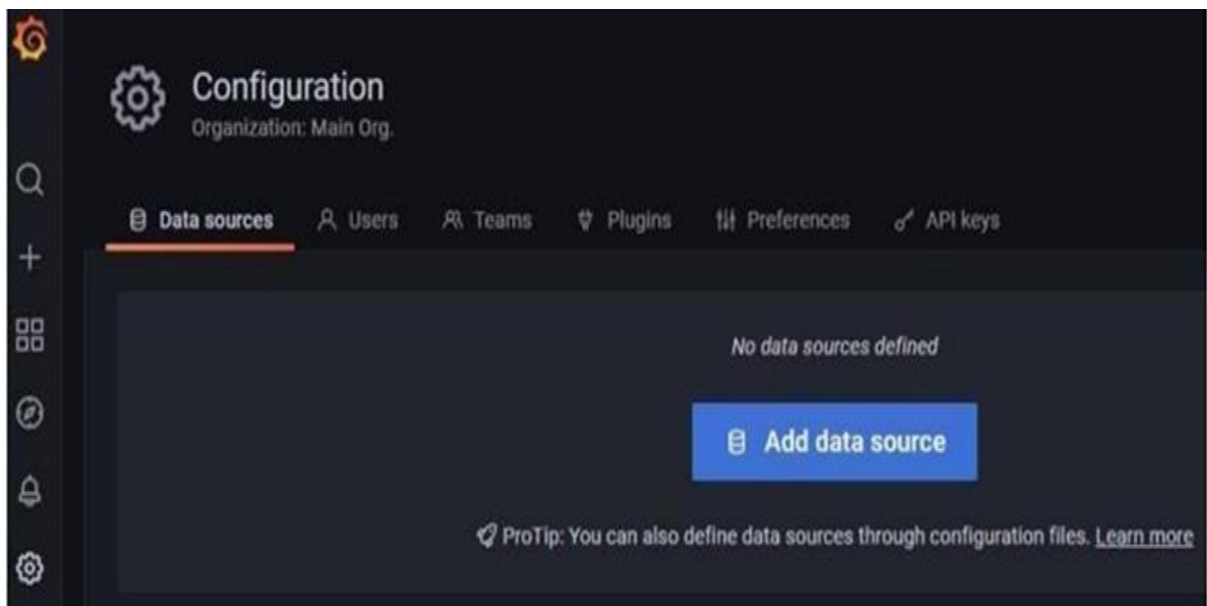 Configuration
Organization: Main Org.
Data sources Users Teams Plugins Preferences API keys
No data sources defined
Add data source
ProTip: You can also define data sources through configuration files. Learn more